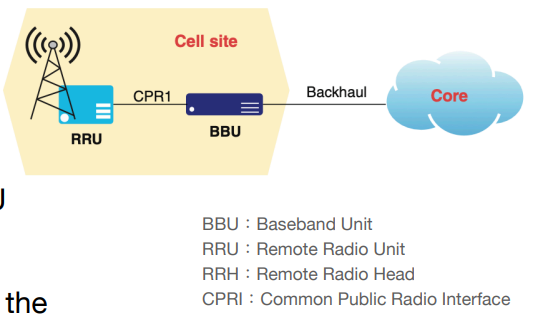 Cell site
CPR1
Backhaul
Core
RRU
BBU
BBU：Baseband Unit
RRU：Remote Radio Unit
RRH：Remote Radio Head
CPRI：Common Public Radio Interface
the